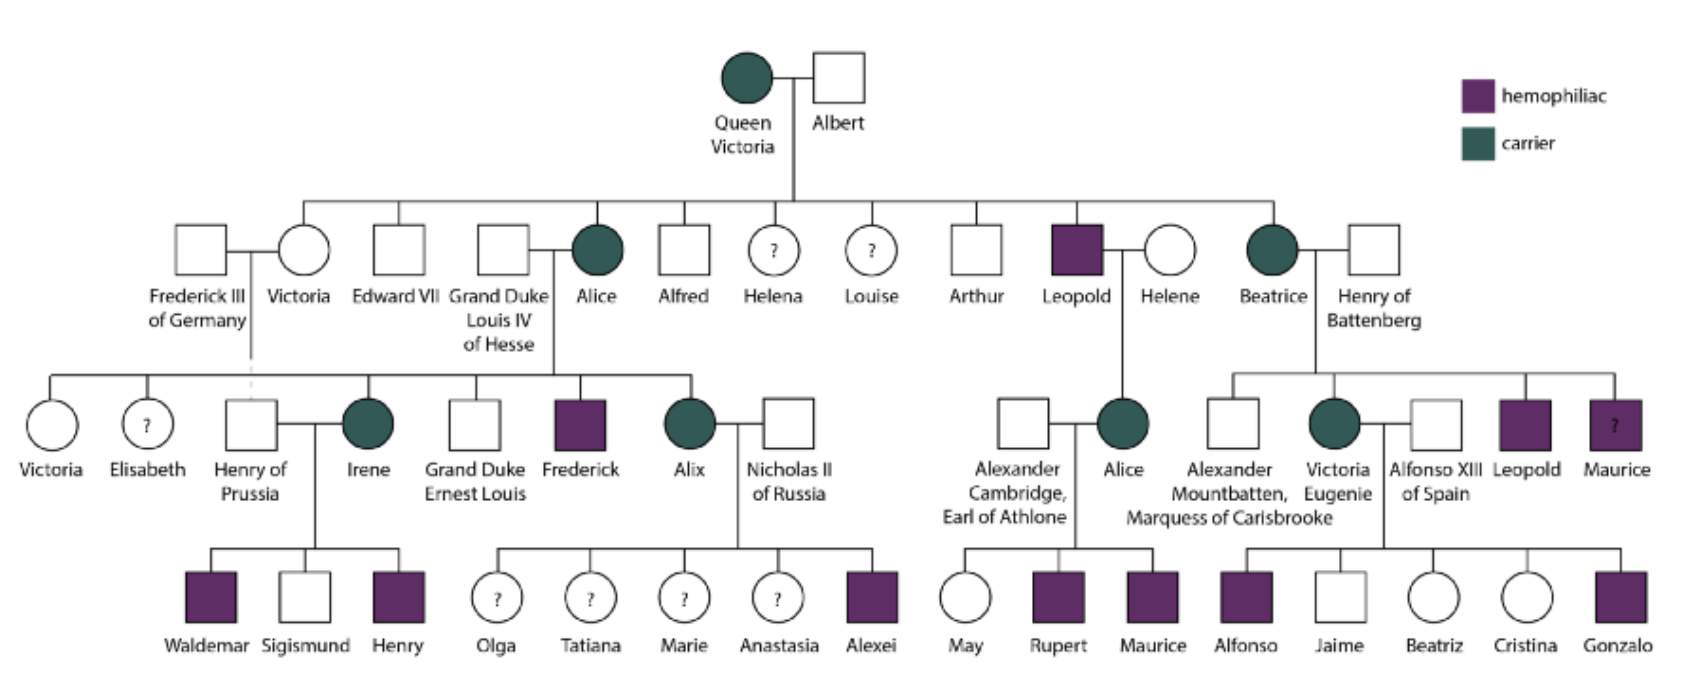 hemophiliac
carrier
Queen
Victoria
Albert
Frederick III
of Germany
Victoria
Edward VII
Grand Duke
Louis IV
of Hesse
Alice
Alfred
?
Helena
?
Louise
Arthur
Leopold
Helene
Beatrice
Henry of
Battenberg
Victoria
?
Elisabeth
Henry of
Prussia
Irene
Grand Duke
Ernest Louis
Frederick
Alix
Nicholas II
of Russia
Alexander
Cambridge,
Earl of Athlone
Alice
Alexander
Mountbatten,
Marquess of Carisbrooke
Victoria
Eugenie
Alfonso XIII
of Spain
Leopold
?
Maurice
Waldemar
Sigismund
Henry
?
Olga
?
Tatiana
?
Marie
?
Anastasia
Alexei
May
Rupert
Maurice
Alfonso
Jaime
Beatriz
Cristina
Gonzalo